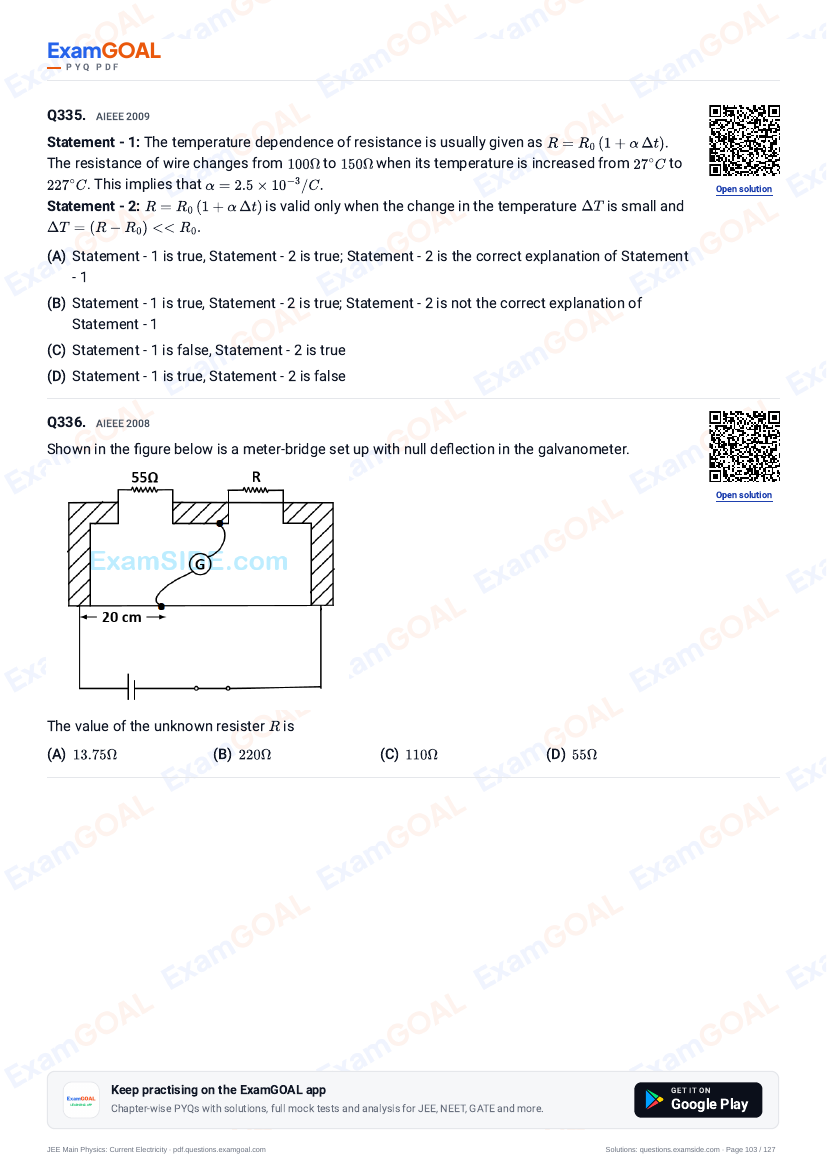 ExamGOAL
PYQ PDF
Q335. AIEEE 2009
Statement - 1: The temperature dependence of resistance is usually given as R = R₀ (1 + α Δt).
The resistance of wire changes from 100Ω to 150Ω when its temperature is increased from 27°C to
227°C. This implies that α = 2.5 × 10⁻³/C.
Statement - 2: R = R₀ (1 + α Δt) is valid only when the change in the temperature ΔT is small and
ΔT = (R − R₀) << R₀.
Open solution
(A) Statement - 1 is true, Statement - 2 is true; Statement - 2 is the correct explanation of Statement
- 1
(B) Statement - 1 is true, Statement - 2 is true; Statement - 2 is not the correct explanation of
Statement - 1
(C) Statement - 1 is false, Statement - 2 is true
(D) Statement - 1 is true, Statement - 2 is false
Q336. AIEEE 2008
Shown in the figure below is a meter-bridge set up with null deflection in the galvanometer.
Open solution
55Ω R
ExamSIDE.com
G
20 cm
The value of the unknown resister R is
(A) 13.75Ω (B) 220Ω (C) 110Ω (D) 55Ω
Keep practising on the ExamGOAL app
Chapter-wise PYQs with solutions, full mock tests and analysis for JEE, NEET, GATE and more.
GET IT ON
Google Play
JEE Main Physics: Current Electricity · pdf.questions.examgoal.com
Solutions: questions.examside.com · Page 103 / 127